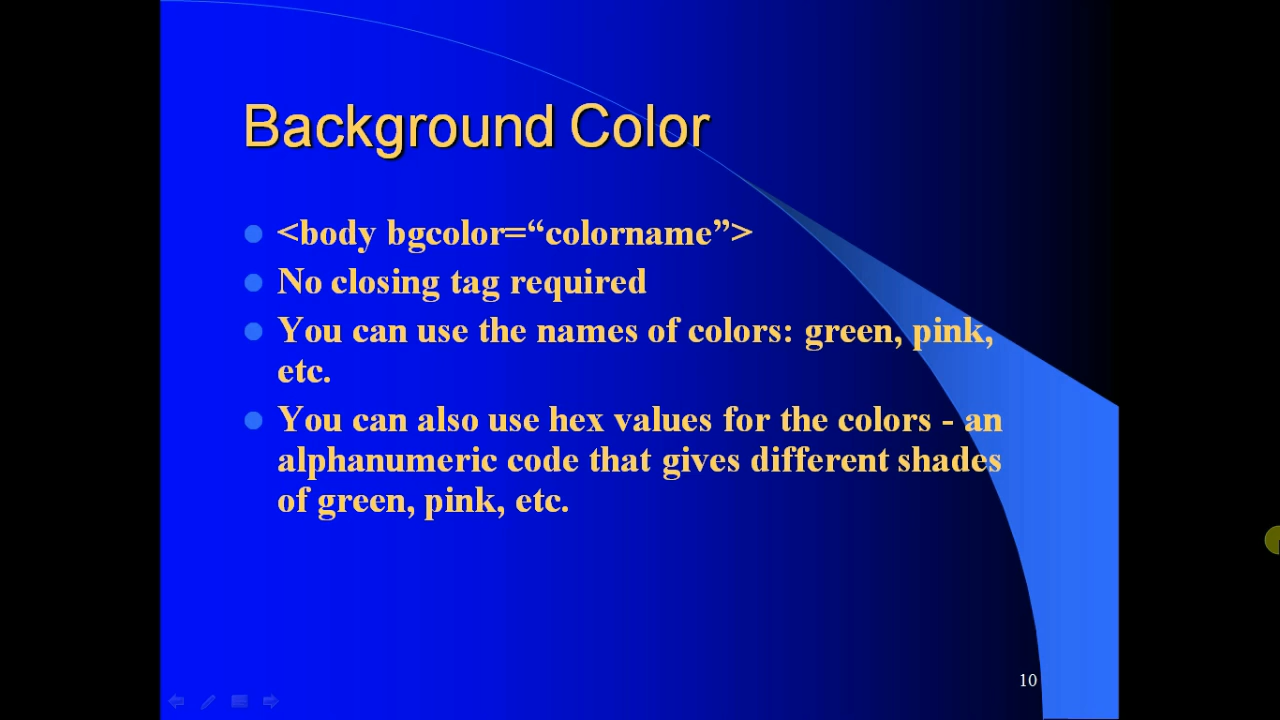 Background Color
<body bgcolor=“colorname”>
No closing tag required
You can use the names of colors: green, pink,
etc.
You can also use hex values for the colors - an
alphanumeric code that gives different shades
of green, pink, etc.
10